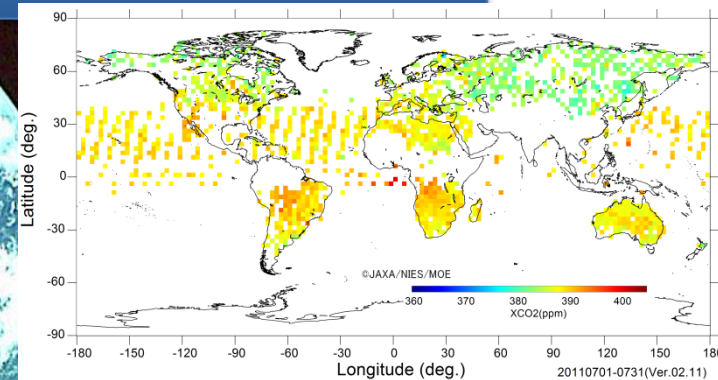 90
60
30
0
-30
-60
-90
Latitude (deg.)
©JAXA/NIES/MOE
360 370 380 390 400
XCO2(ppm)
-180 -150 -120 -90 -60 -30 0 30 60 90 120 150 180
Longitude (deg.)
20110701-0731(Ver.02.11)